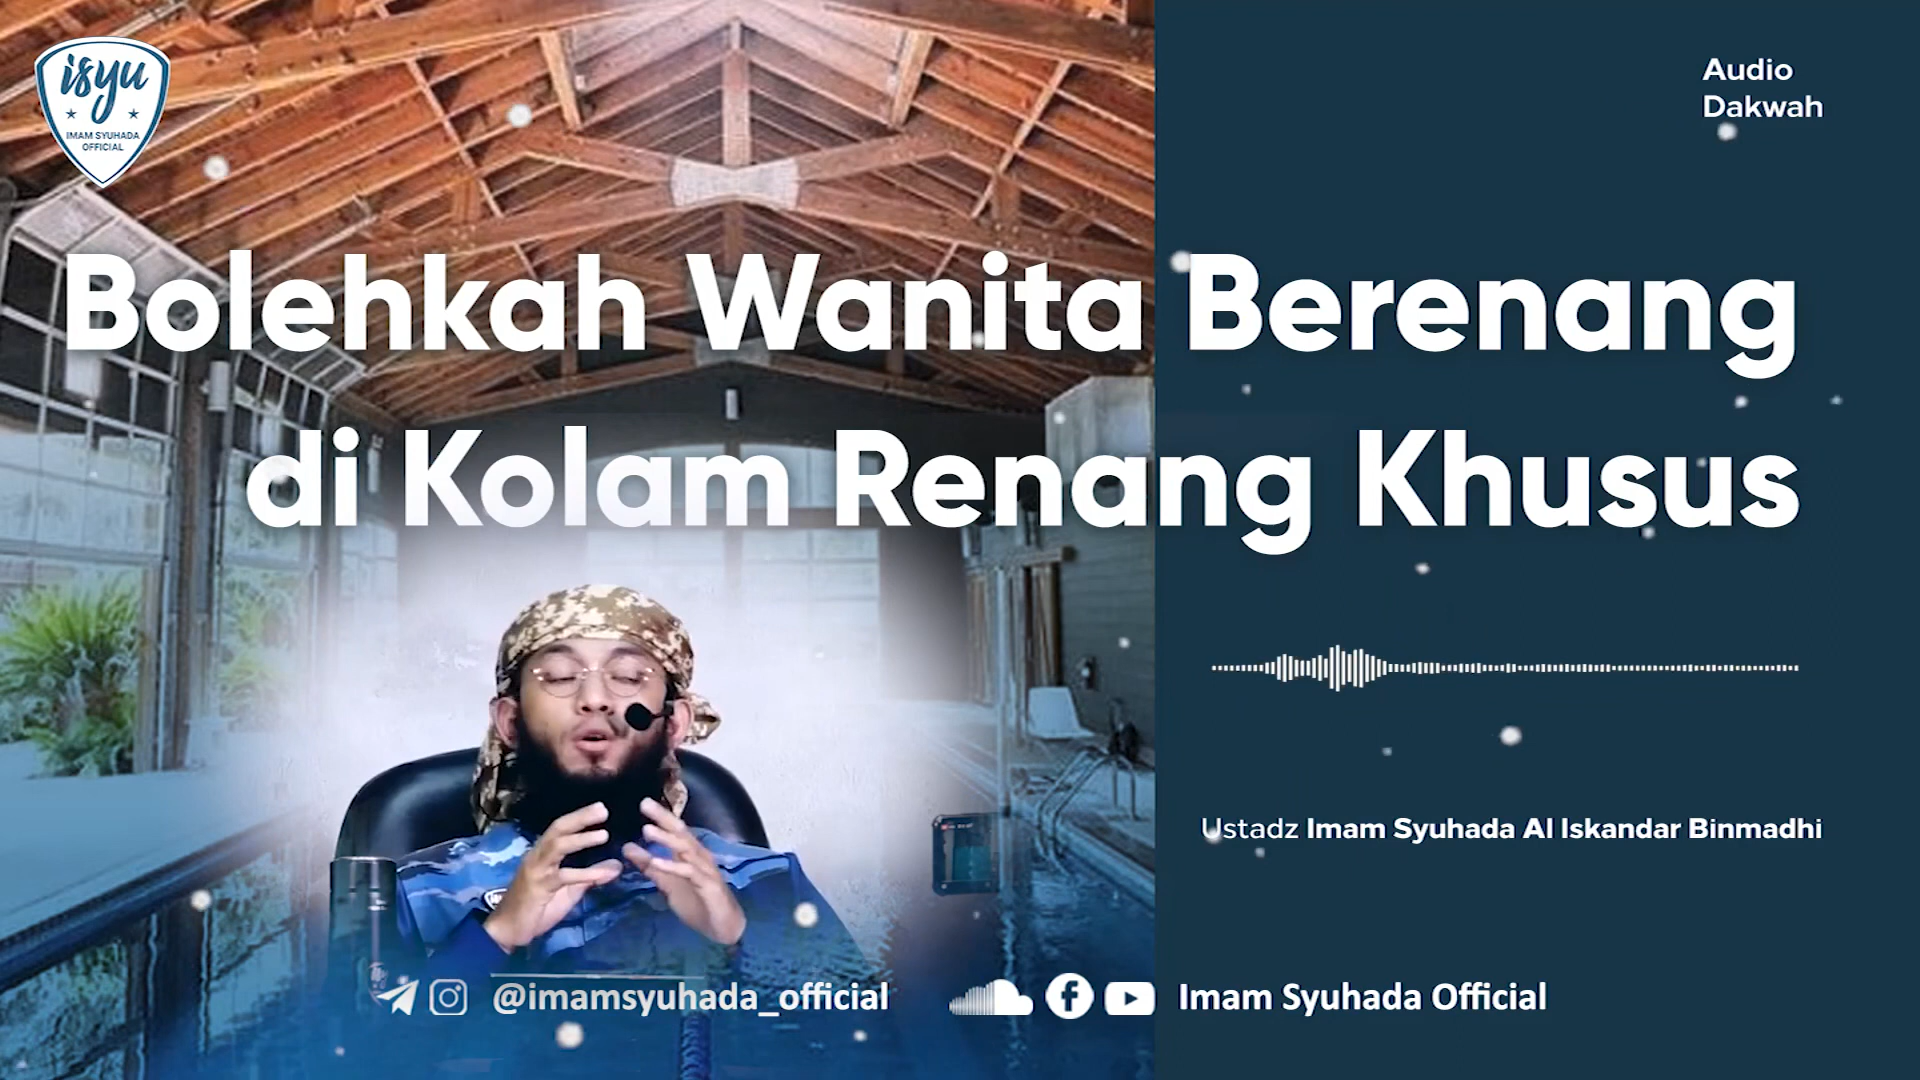 isyu
IMAM SYUHADA
OFFICIAL
Audio
Dakwah
Bolehkah Wanita Berenang
di Kolam Renang Khusus
Ustadz Imam Syuhada Al Iskandar Binmadhi
@imamsyuhada_official
Imam Syuhada Official